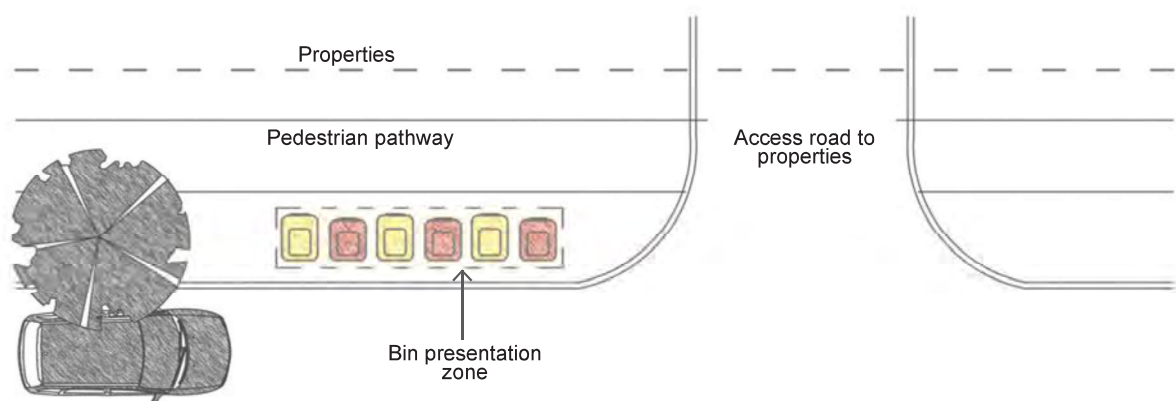 Properties
Pedestrian pathway
Access road to
properties
Bin presentation
zone